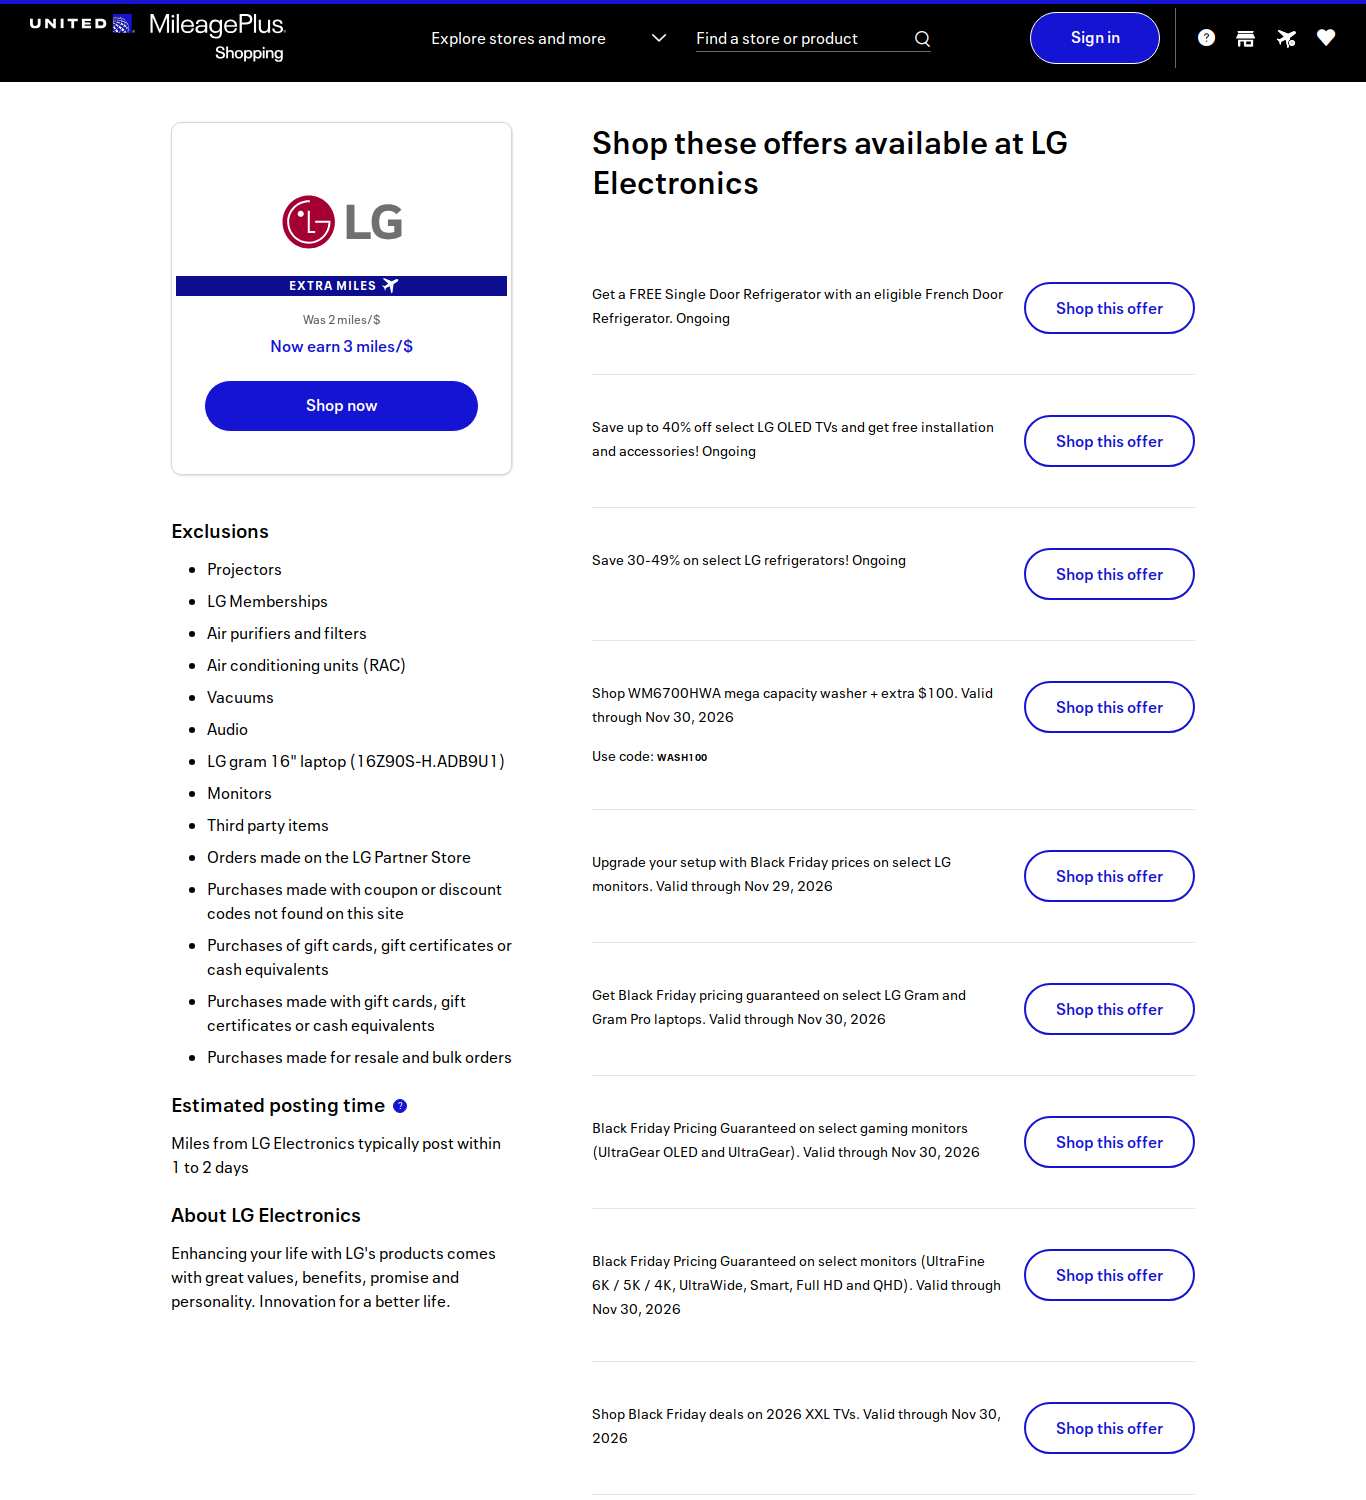 UNITED MileagePlus
Shopping
Explore stores and more
Find a store or product
Sign in
LG
EXTRA MILES
Was 2 miles/$
Now earn 3 miles/$
Shop now
Exclusions
Projectors
LG Memberships
Air purifiers and filters
Air conditioning units (RAC)
Vacuums
Audio
LG gram 16" laptop (16Z90S-H.ADB9U1)
Monitors
Third party items
Orders made on the LG Partner Store
Purchases made with coupon or discount
codes not found on this site
Purchases of gift cards, gift certificates or
cash equivalents
Purchases made with gift cards, gift
certificates or cash equivalents
Purchases made for resale and bulk orders
Estimated posting time ?
Miles from LG Electronics typically post within
1 to 2 days
About LG Electronics
Enhancing your life with LG's products comes
with great values, benefits, promise and
personality. Innovation for a better life.
Shop these offers available at LG
Electronics
Get a FREE Single Door Refrigerator with an eligible French Door
Refrigerator. Ongoing
Shop this offer
Save up to 40% off select LG OLED TVs and get free installation
and accessories! Ongoing
Shop this offer
Save 30-49% on select LG refrigerators! Ongoing
Shop this offer
Shop WM6700HWA mega capacity washer + extra $100. Valid
through Nov 30, 2026
Use code: WASH100
Shop this offer
Upgrade your setup with Black Friday prices on select LG
monitors. Valid through Nov 29, 2026
Shop this offer
Get Black Friday pricing guaranteed on select LG Gram and
Gram Pro laptops. Valid through Nov 30, 2026
Shop this offer
Black Friday Pricing Guaranteed on select gaming monitors
(UltraGear OLED and UltraGear). Valid through Nov 30, 2026
Shop this offer
Black Friday Pricing Guaranteed on select monitors (UltraFine
6K / 5K / 4K, UltraWide, Smart, Full HD and QHD). Valid through
Nov 30, 2026
Shop this offer
Shop Black Friday deals on 2026 XXL TVs. Valid through Nov 30,
2026
Shop this offer